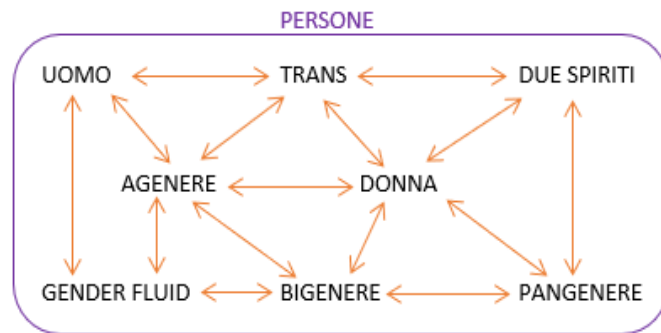 PERSONE
UOMO TRANS DUE SPIRITI
AGENERE DONNA
GENDER FLUID BIGENERE PANGENERE